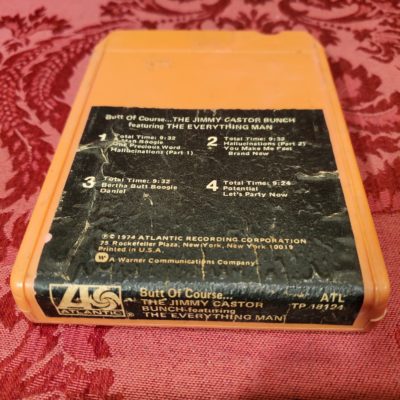 Butt Of Course...THE JIMMY CASTOR BUNCH
featuring THE EVERYTHING MAN
1 Total Time: 9:32
Boogie
One Precious Word
Hallucinations (Part 1)
2 Total Time: 9:32
Hallucinations (Part 2)
You Make Me Feel
Brand New
3 Total Time: 9:32
Bertha Butt Boogie
Daniel
4 Total Time: 9:24
Potential
Let's Party Now
℗ © 1974 ATLANTIC RECORDING CORPORATION
75 Rockefeller Plaza, New York, New York 10019
Printed in U.S.A.
W A Warner Communications Company
ATLANTIC
Butt Of Course...
THE JIMMY CASTOR
BUNCH-featuring
THE EVERYTHING MAN
ATL
TP 18124